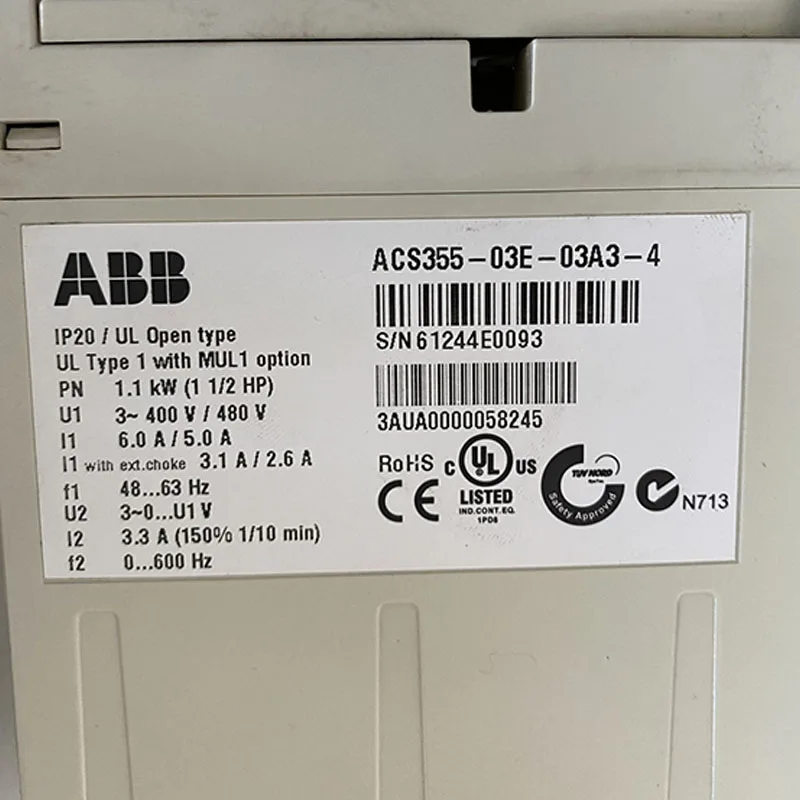 ABB
IP20 / UL Open type
UL Type 1 with MUL1 option
PN 1.1 kW (1 1/2 HP)
U1 3~ 400 V / 480 V
I1 6.0 A / 5.0 A
I1 with ext.choke 3.1 A / 2.6 A
f1 48...63 Hz
U2 3~0...U1 V
I2 3.3 A (150% 1/10 min)
f2 0...600 Hz
ACS355-03E-03A3-4
S/N 61244E0093
3AUA0000058245
RoHS
CE
C UL US
LISTED
IND.CONT.EQ.
1PD8
TUV NORD
Safety Approved
N713